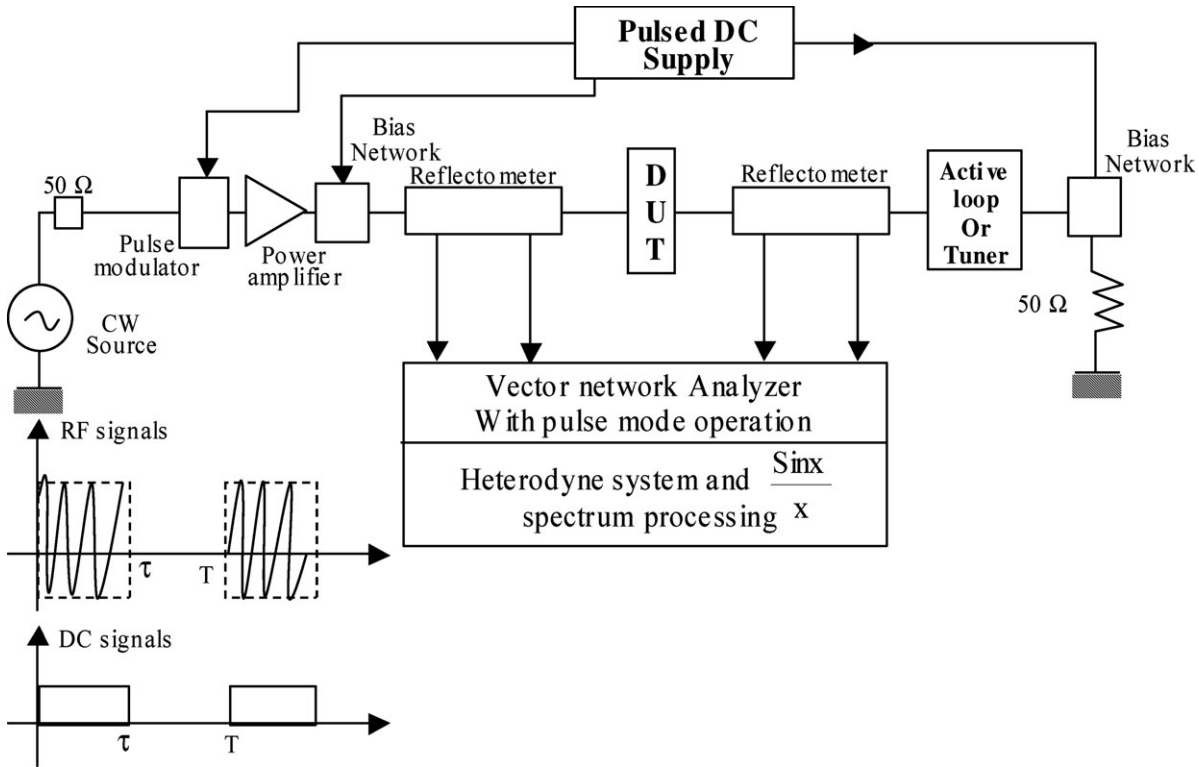 Pulsed DC
Supply
Bias
Network
Bias
Network
50 Ω
Reflectometer
D
U
T
Reflectometer
Active
loop
Or
Tuner
Pulse
modulator
Power
amplifier
CW
Source
50 Ω
Vector network Analyzer
With pulse mode operation
Heterodyne system and Sinx
spectrum processing x
RF signals
τ
T
DC signals
τ
T